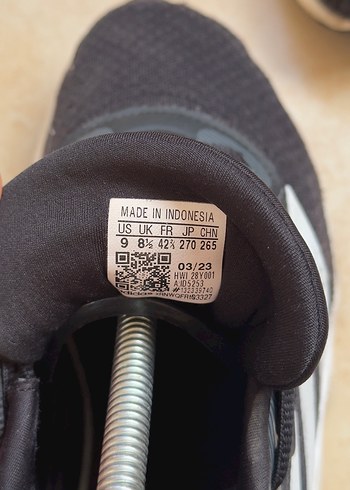 MADE IN INDONESIA
US UK FR JP CHN
9 8½ 42⅔ 270 265
03/23
HWI 28Y001